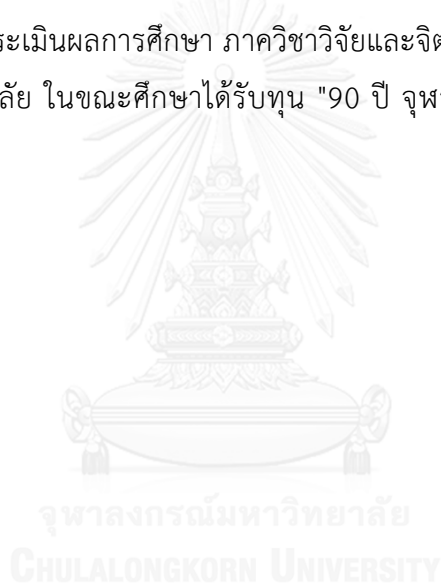 ระเมินผลการศึกษา ภาควิชาวิจัยและจิต
ลัย ในขณะศึกษาได้รับทุน "90 ปี จุฬา
จุฬาลงกรณ์มหาวิทยาลัย
CHULALONGKORN UNIVERSITY